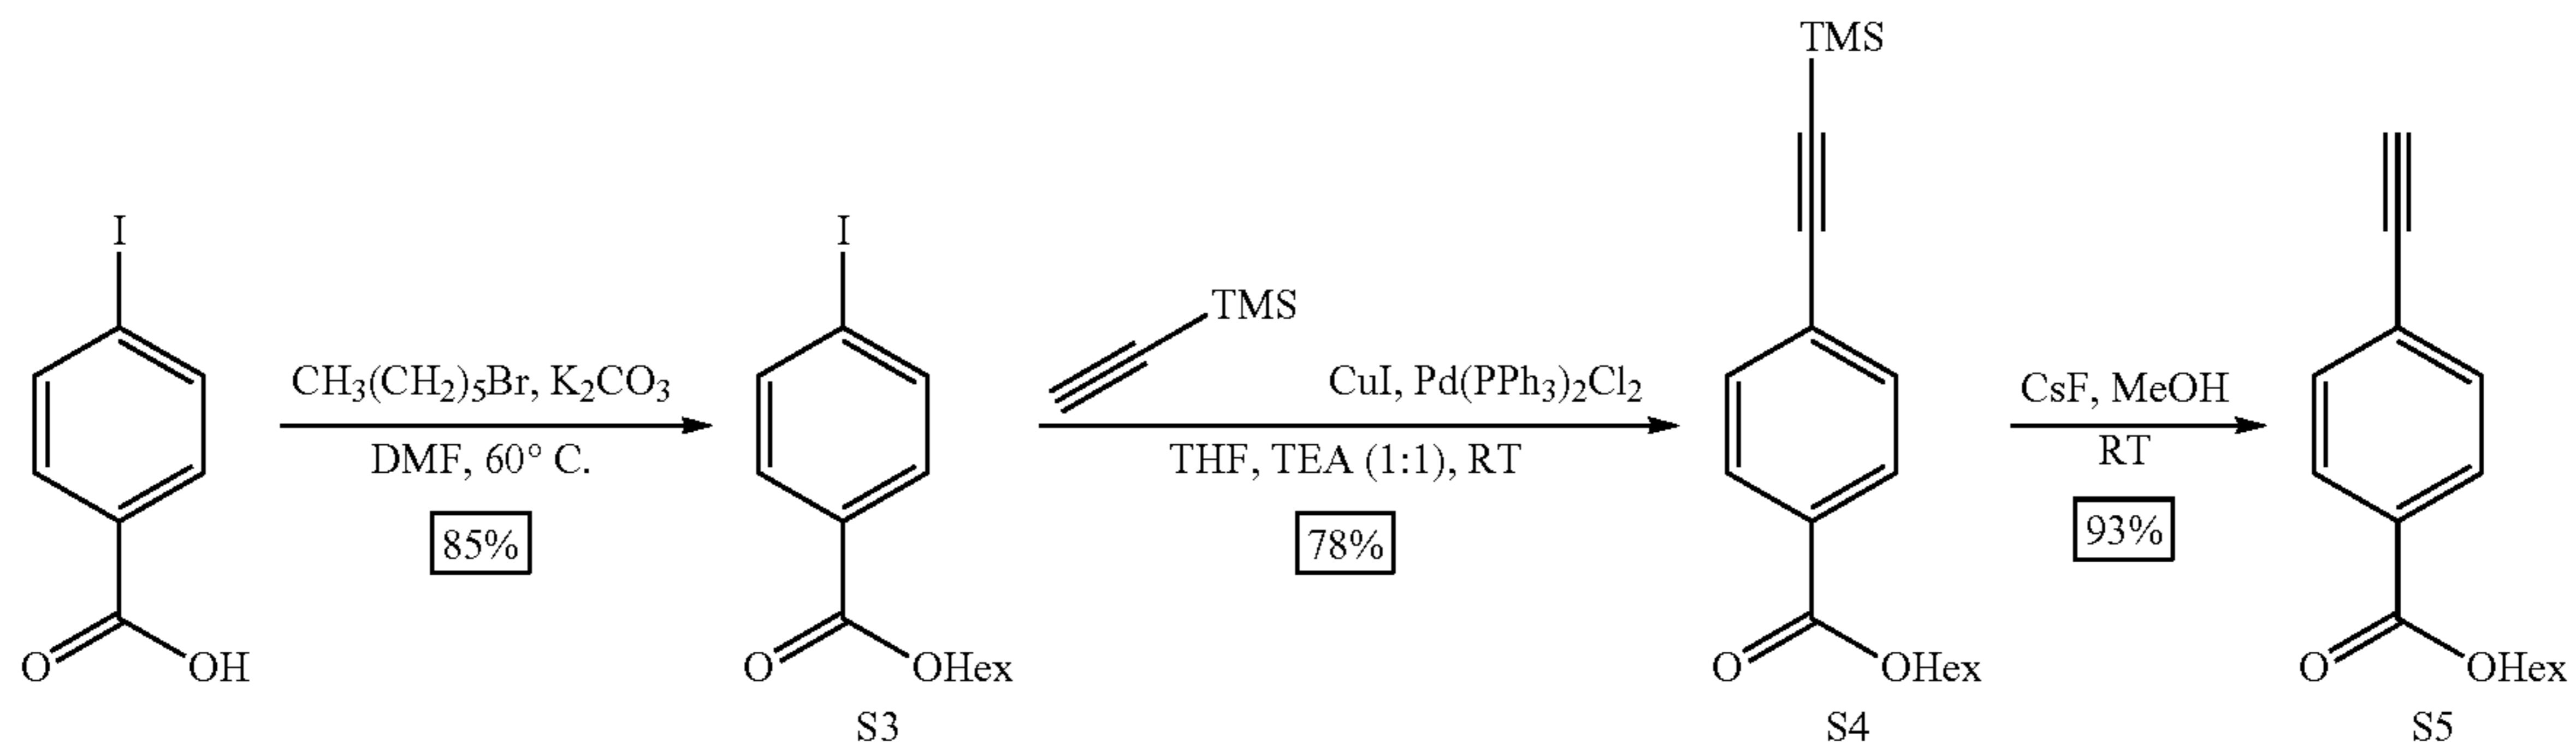 I
O
OH
CH3(CH2)5Br, K2CO3
DMF, 60° C.
85%
I
O
OHex
S3
TMS
CuI, Pd(PPh3)2Cl2
THF, TEA (1:1), RT
78%
TMS
O
OHex
S4
CsF, MeOH
RT
93%
O
OHex
S5